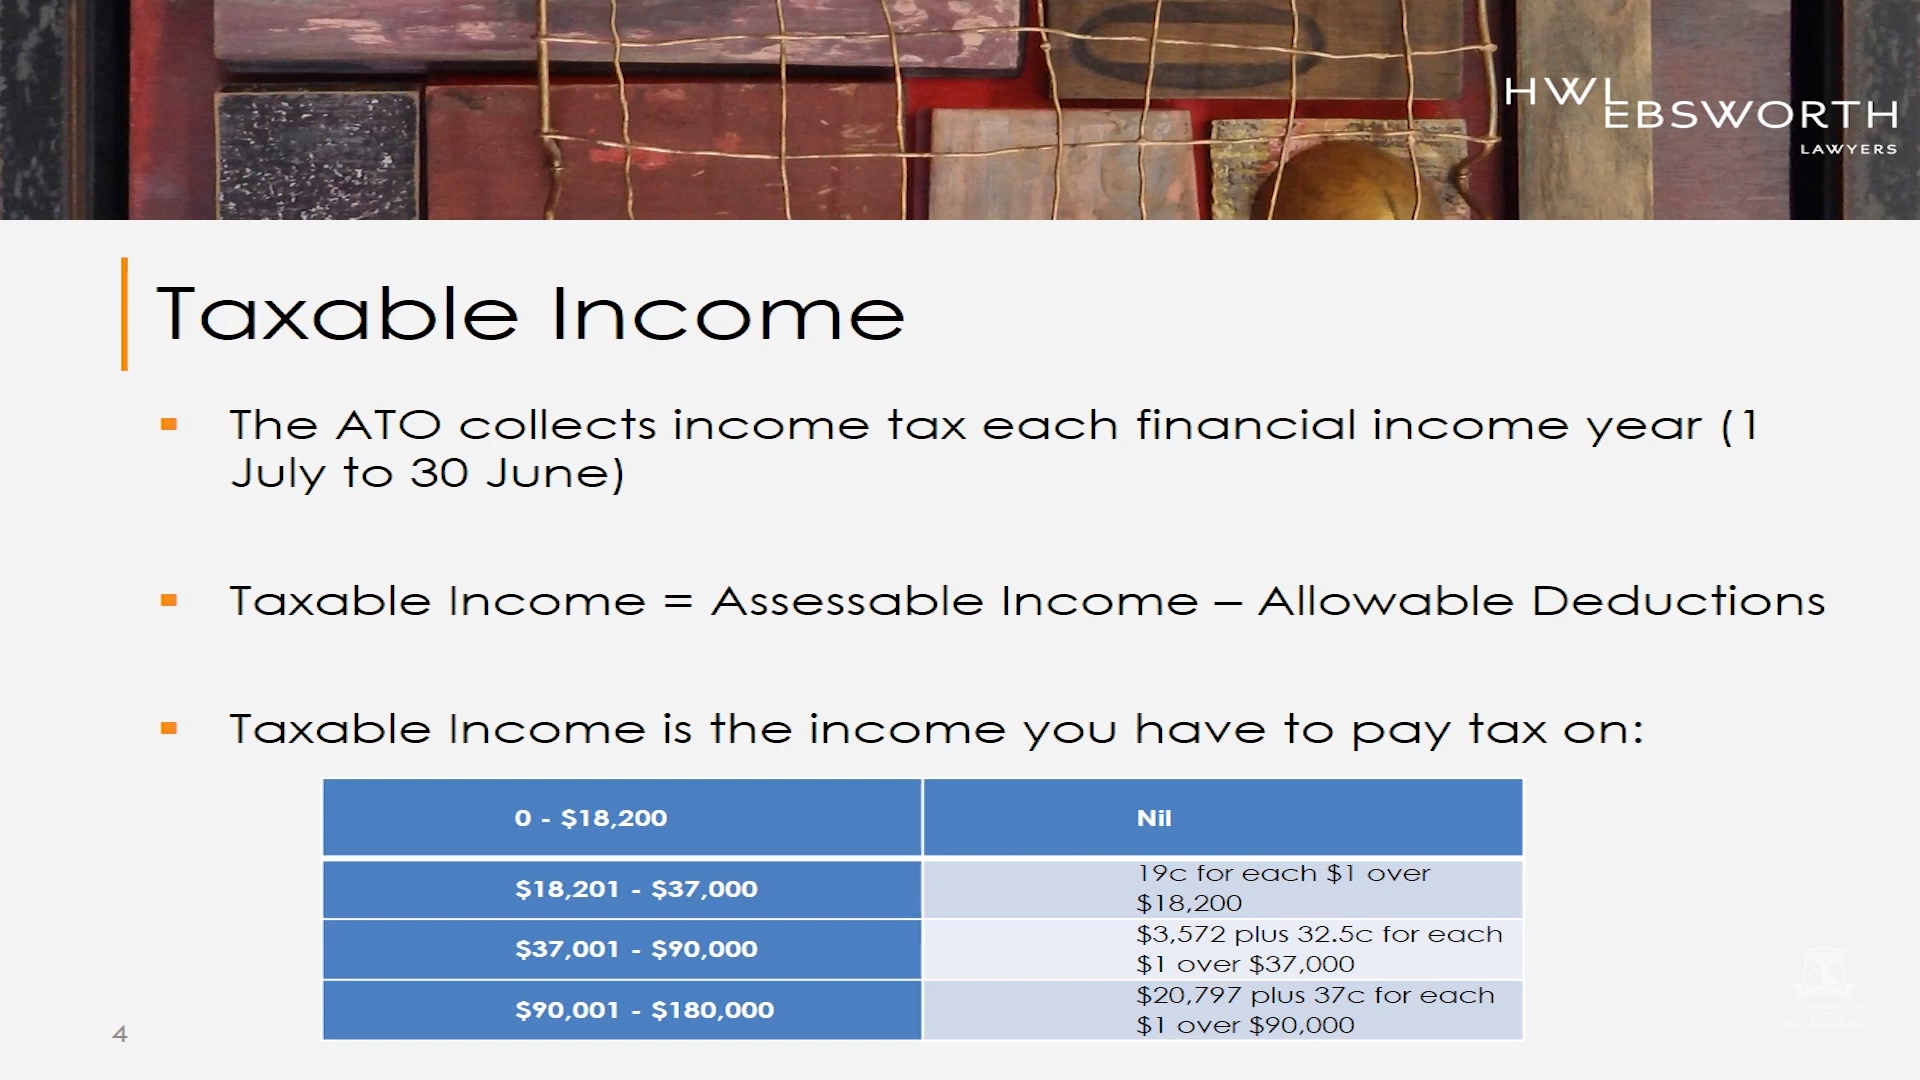 HWL
EBSWORTH
LAWYERS
Taxable Income
The ATO collects income tax each financial income year (1
July to 30 June)
Taxable Income = Assessable Income – Allowable Deductions
Taxable Income is the income you have to pay tax on:
0 - $18,200
Nil
$18,201 - $37,000
19c for each $1 over
$18,200
$37,001 - $90,000
$3,572 plus 32.5c for each
$1 over $37,000
$90,001 - $180,000
$20,797 plus 37c for each
$1 over $90,000
4
MELBOURNE